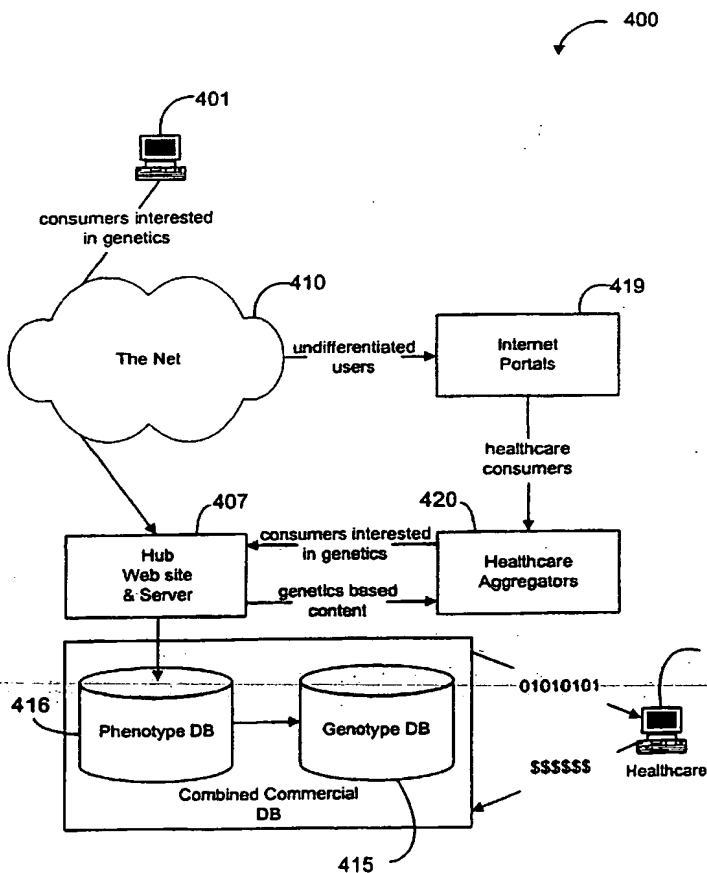 400
401
consumers interested
in genetics
410
419
The Net
undifferentiated
users
Internet
Portals
healthcare
consumers
407
420
Hub
Web site
& Server
consumers interested
in genetics
genetics based
content
Healthcare
Aggregators
416
Phenotype DB
Genotype DB
01010101
$$$$$$
Healthcare
Combined Commercial
DB
415